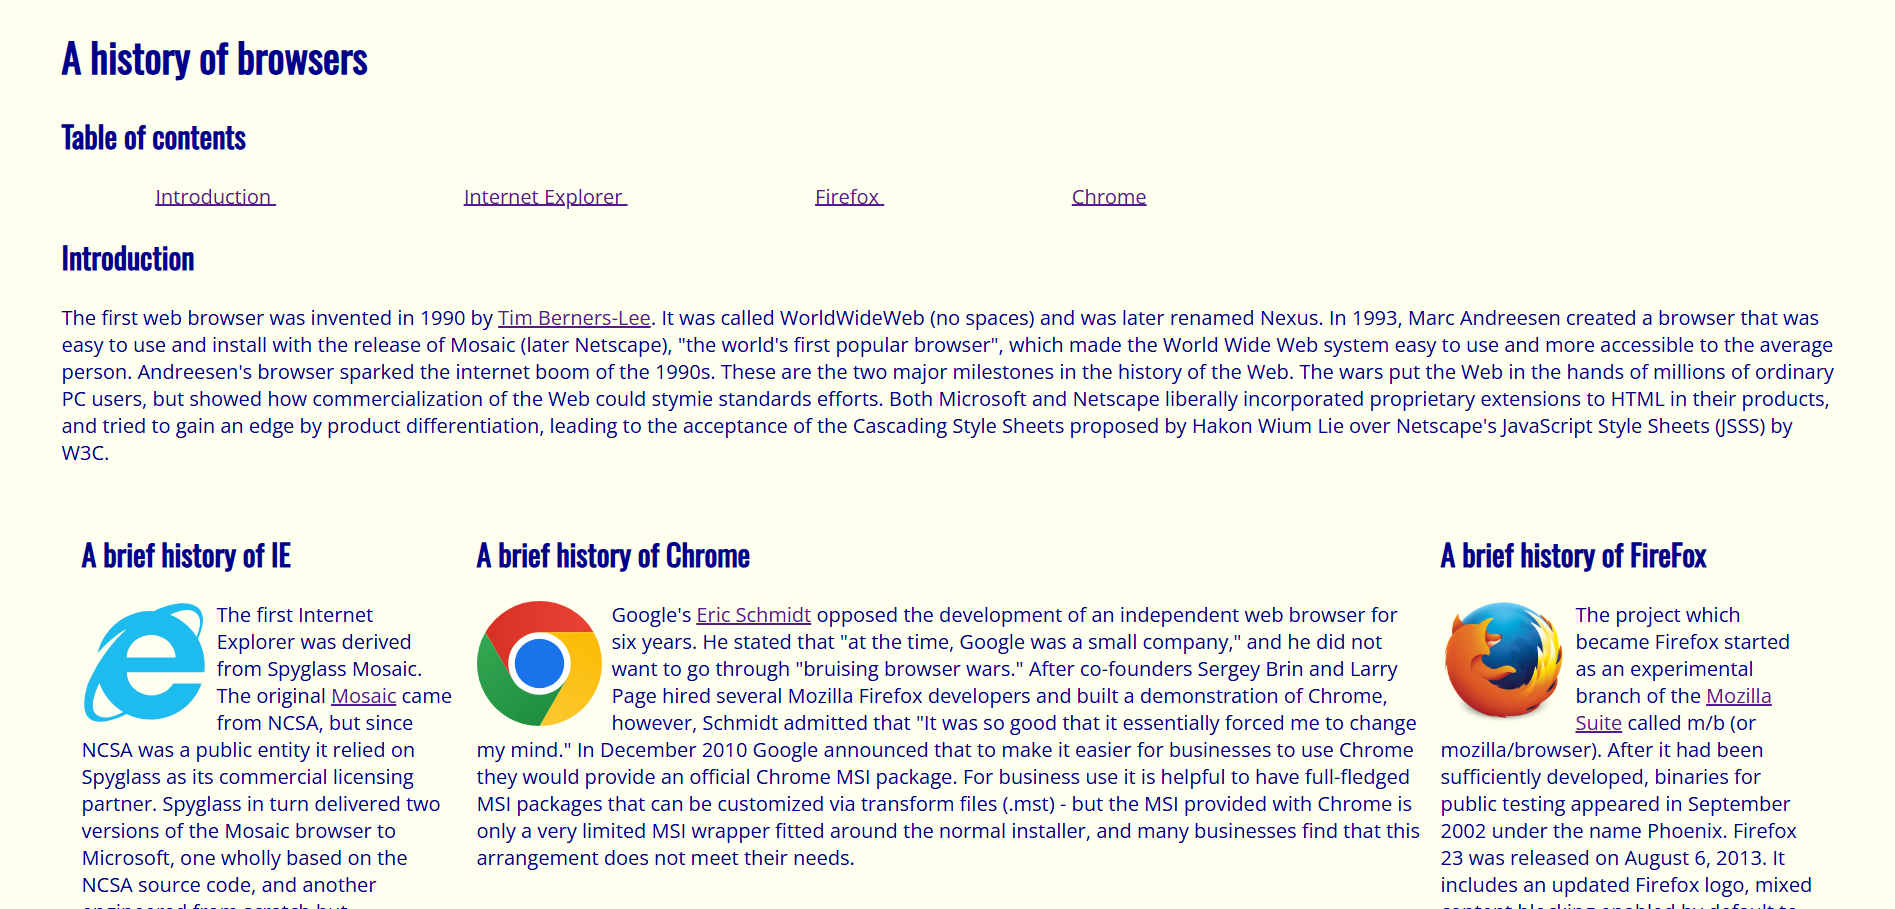 A history of browsers
Table of contents
Introduction Internet Explorer Firefox Chrome
Introduction
The first web browser was invented in 1990 by Tim Berners-Lee. It was called WorldWideWeb (no spaces) and was later renamed Nexus. In 1993, Marc Andreesen created a browser that was
easy to use and install with the release of Mosaic (later Netscape), "the world's first popular browser", which made the World Wide Web system easy to use and more accessible to the average
person. Andreesen's browser sparked the internet boom of the 1990s. These are the two major milestones in the history of the Web. The wars put the Web in the hands of millions of ordinary
PC users, but showed how commercialization of the Web could stymie standards efforts. Both Microsoft and Netscape liberally incorporated proprietary extensions to HTML in their products,
and tried to gain an edge by product differentiation, leading to the acceptance of the Cascading Style Sheets proposed by Hakon Wium Lie over Netscape's JavaScript Style Sheets (JSSS) by
W3C.
A brief history of IE
The first Internet
Explorer was derived
from Spyglass Mosaic.
The original Mosaic came
from NCSA, but since
NCSA was a public entity it relied on
Spyglass as its commercial licensing
partner. Spyglass in turn delivered two
versions of the Mosaic browser to
Microsoft, one wholly based on the
NCSA source code, and another
engineered from scratch but
A brief history of Chrome
Google's Eric Schmidt opposed the development of an independent web browser for
six years. He stated that "at the time, Google was a small company," and he did not
want to go through "bruising browser wars." After co-founders Sergey Brin and Larry
Page hired several Mozilla Firefox developers and built a demonstration of Chrome,
however, Schmidt admitted that "It was so good that it essentially forced me to change
my mind." In December 2010 Google announced that to make it easier for businesses to use Chrome
they would provide an official Chrome MSI package. For business use it is helpful to have full-fledged
MSI packages that can be customized via transform files (.mst) - but the MSI provided with Chrome is
only a very limited MSI wrapper fitted around the normal installer, and many businesses find that this
arrangement does not meet their needs.
A brief history of FireFox
The project which
became Firefox started
as an experimental
branch of the Mozilla
Suite called m/b (or
mozilla/browser). After it had been
sufficiently developed, binaries for
public testing appeared in September
2002 under the name Phoenix. Firefox
23 was released on August 6, 2013. It
includes an updated Firefox logo, mixed
content blocking enabled by default to